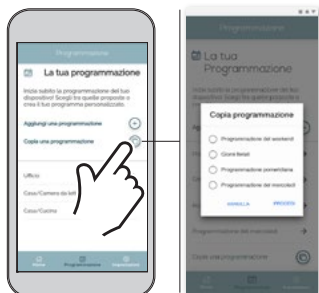 Programmazione
La tua programmazione
Inizia subito la programmazione del tuo
dispositivo! Scegli tra quelle proposte o
crea il tuo programma personalizzato.
Aggiungi una programmazione
Copia una programmazione
Ufficio
Casa/Camera da letto
Casa/Cucina
Home
Programmazione
Impostazioni
Programmazione
La tua
Programmazione
Copia programmazione
Programmazione del weekend
Programmazione pomeridiana
Programmazione del mercoledì
ANNULLA
PROCEDI
Programmazione del mercoledì
Copia una programmazione